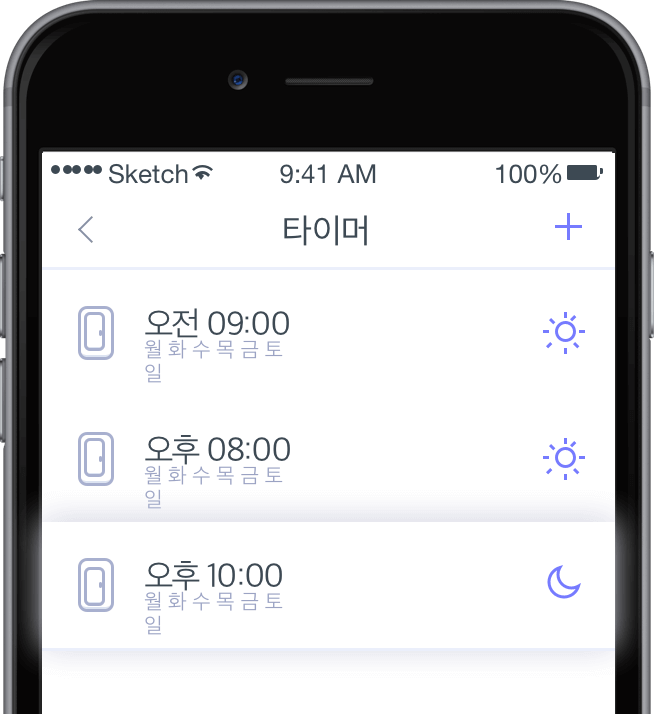 Sketch 9:41 AM 100%
타이머
오전 09:00
월 화 수 목 금 토
일
오후 08:00
월 화 수 목 금 토
일
오후 10:00
월 화 수 목 금 토
일